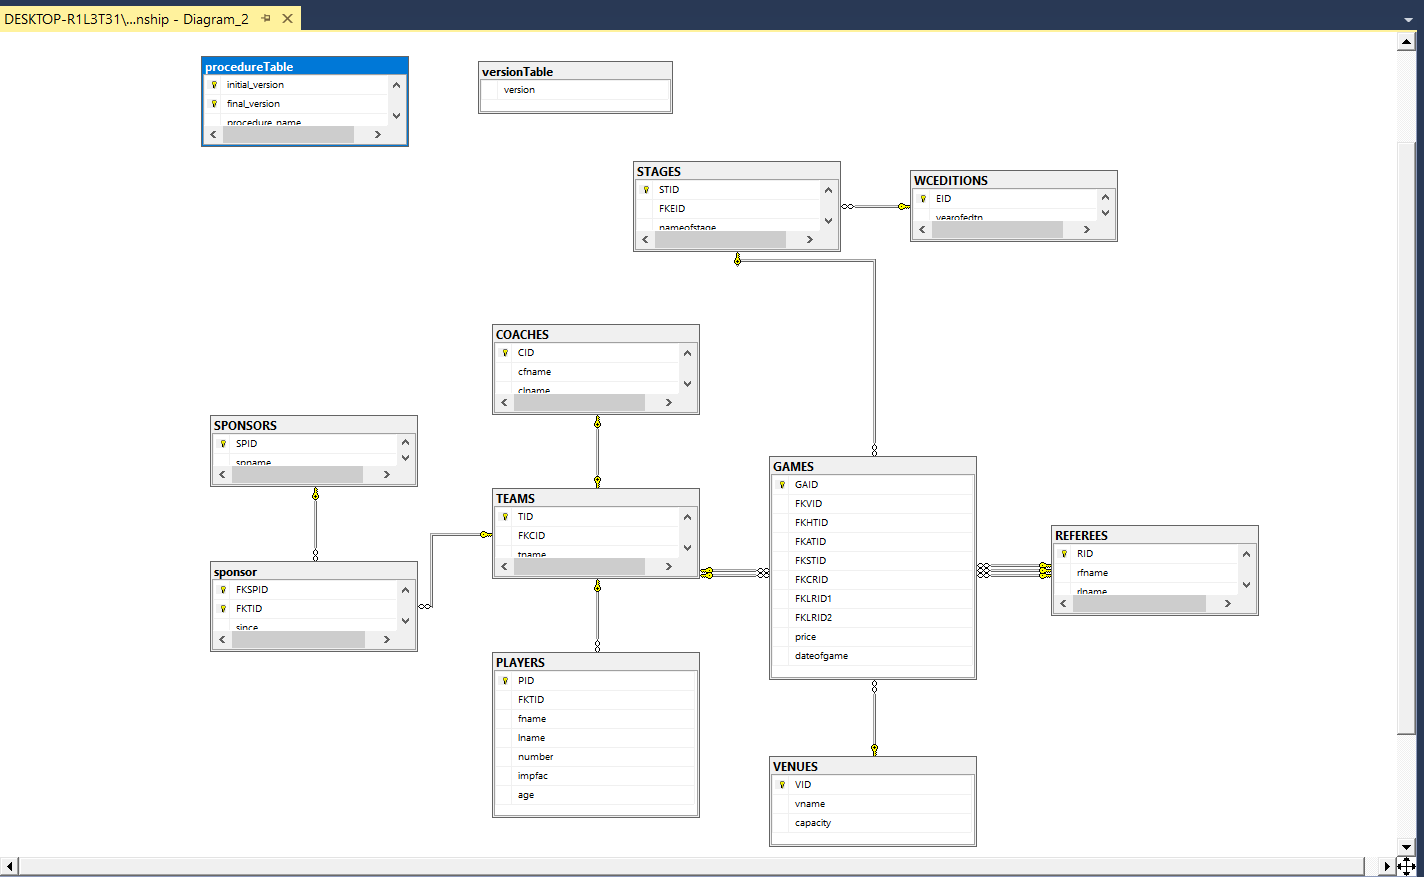 DESKTOP-R1L3T31\...nship - Diagram_2
procedureTable
initial_version
final_version
procedure_name
versionTable
version
STAGES
STID
FKEID
nameofstage
WCEDITIONS
EID
yearofedtn
COACHES
CID
cfname
clname
SPONSORS
SPID
spname
TEAMS
TID
FKCID
tname
sponsor
FKSPID
FKTID
since
GAMES
GAID
FKVID
FKHTID
FKATID
FKSTID
FKCRID
FKLRID1
FKLRID2
price
dateofgame
REFEREES
RID
rfname
rlname
PLAYERS
PID
FKTID
fname
lname
number
impfac
age
VENUES
VID
vname
capacity